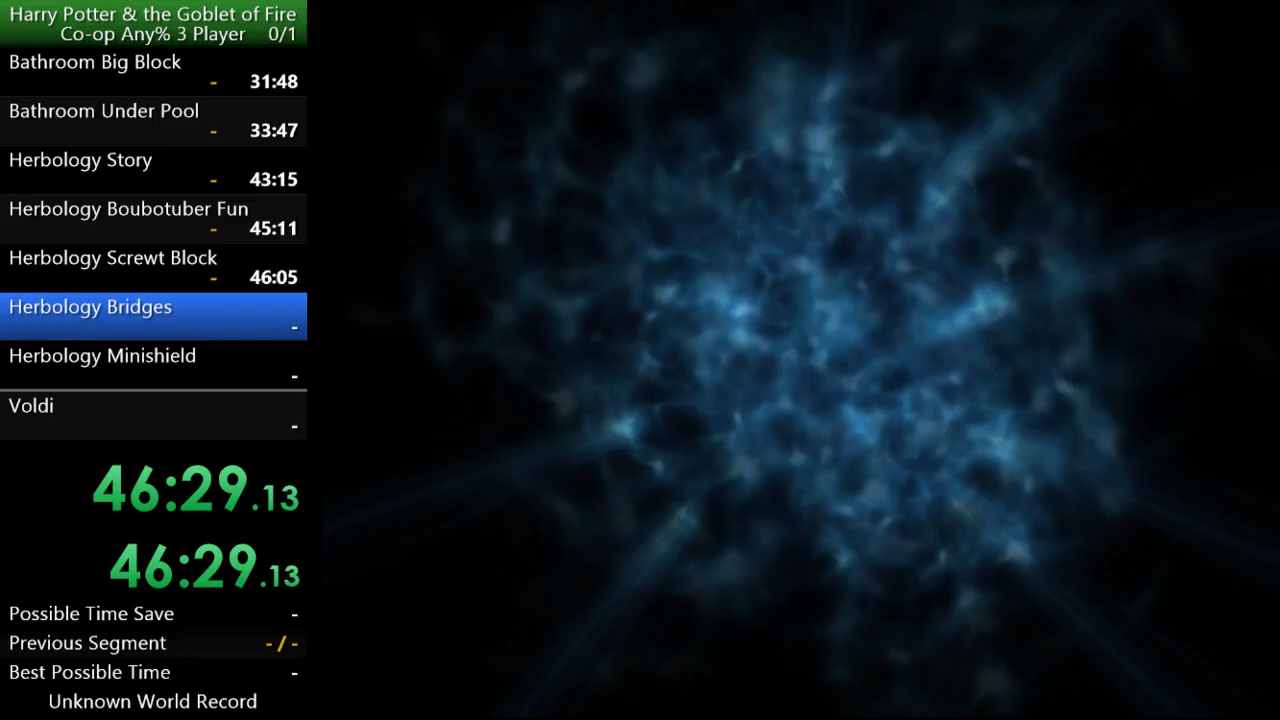 Harry Potter & the Goblet of Fire
Co-op Any% 3 Player 0/1
Bathroom Big Block
- 31:48
Bathroom Under Pool
- 33:47
Herbology Story
- 43:15
Herbology Boubotuber Fun
- 45:11
Herbology Screwt Block
- 46:05
Herbology Bridges
-
Herbology Minishield
-
Voldi
-
46:29.13
46:29.13
Possible Time Save -
Previous Segment - / -
Best Possible Time -
Unknown World Record